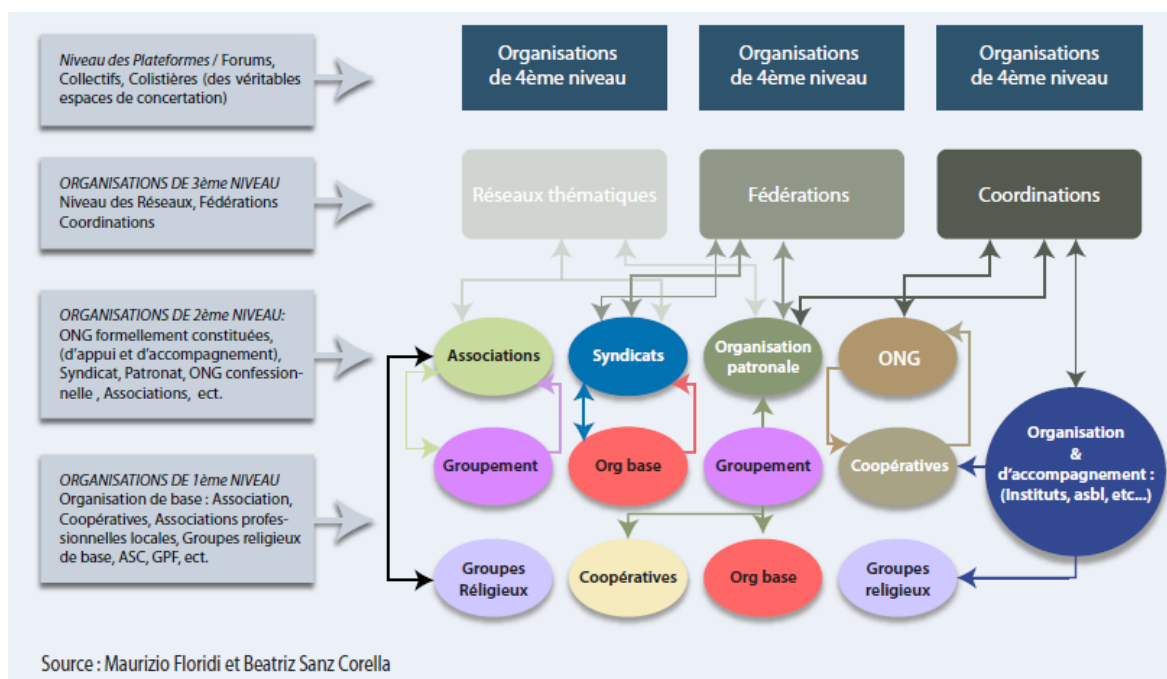 Niveau des Plateformes / Forums,
Collectifs, Colistières (des véritables
espaces de concertation)
Organisations
de 4ème niveau
Organisations
de 4ème niveau
Organisations
de 4ème niveau
ORGANISATIONS DE 3ème NIVEAU
Niveau des Réseaux, Fédérations
Coordinations
Réseaux thématiques
Fédérations
Coordinations
ORGANISATIONS DE 2ème NIVEAU:
ONG formellement constituées,
(d'appui et d'accompagnement),
Syndicat, Patronat, ONG confession-
nelle , Associations, ect.
Associations
Syndicats
Organisation
patronale
ONG
Groupement
Org base
Groupement
Coopératives
Organisation
&
d'accompagnement :
(Instituts, asbl, etc...)
ORGANISATIONS DE 1ème NIVEAU
Organisation de base : Association,
Coopératives, Associations profes-
sionnelles locales, Groupes religieux
de base, ASC, GPF, ect.
Groupes
Réligieux
Coopératives
Org base
Groupes
religieux
Source : Maurizio Floridi et Beatriz Sanz Corella